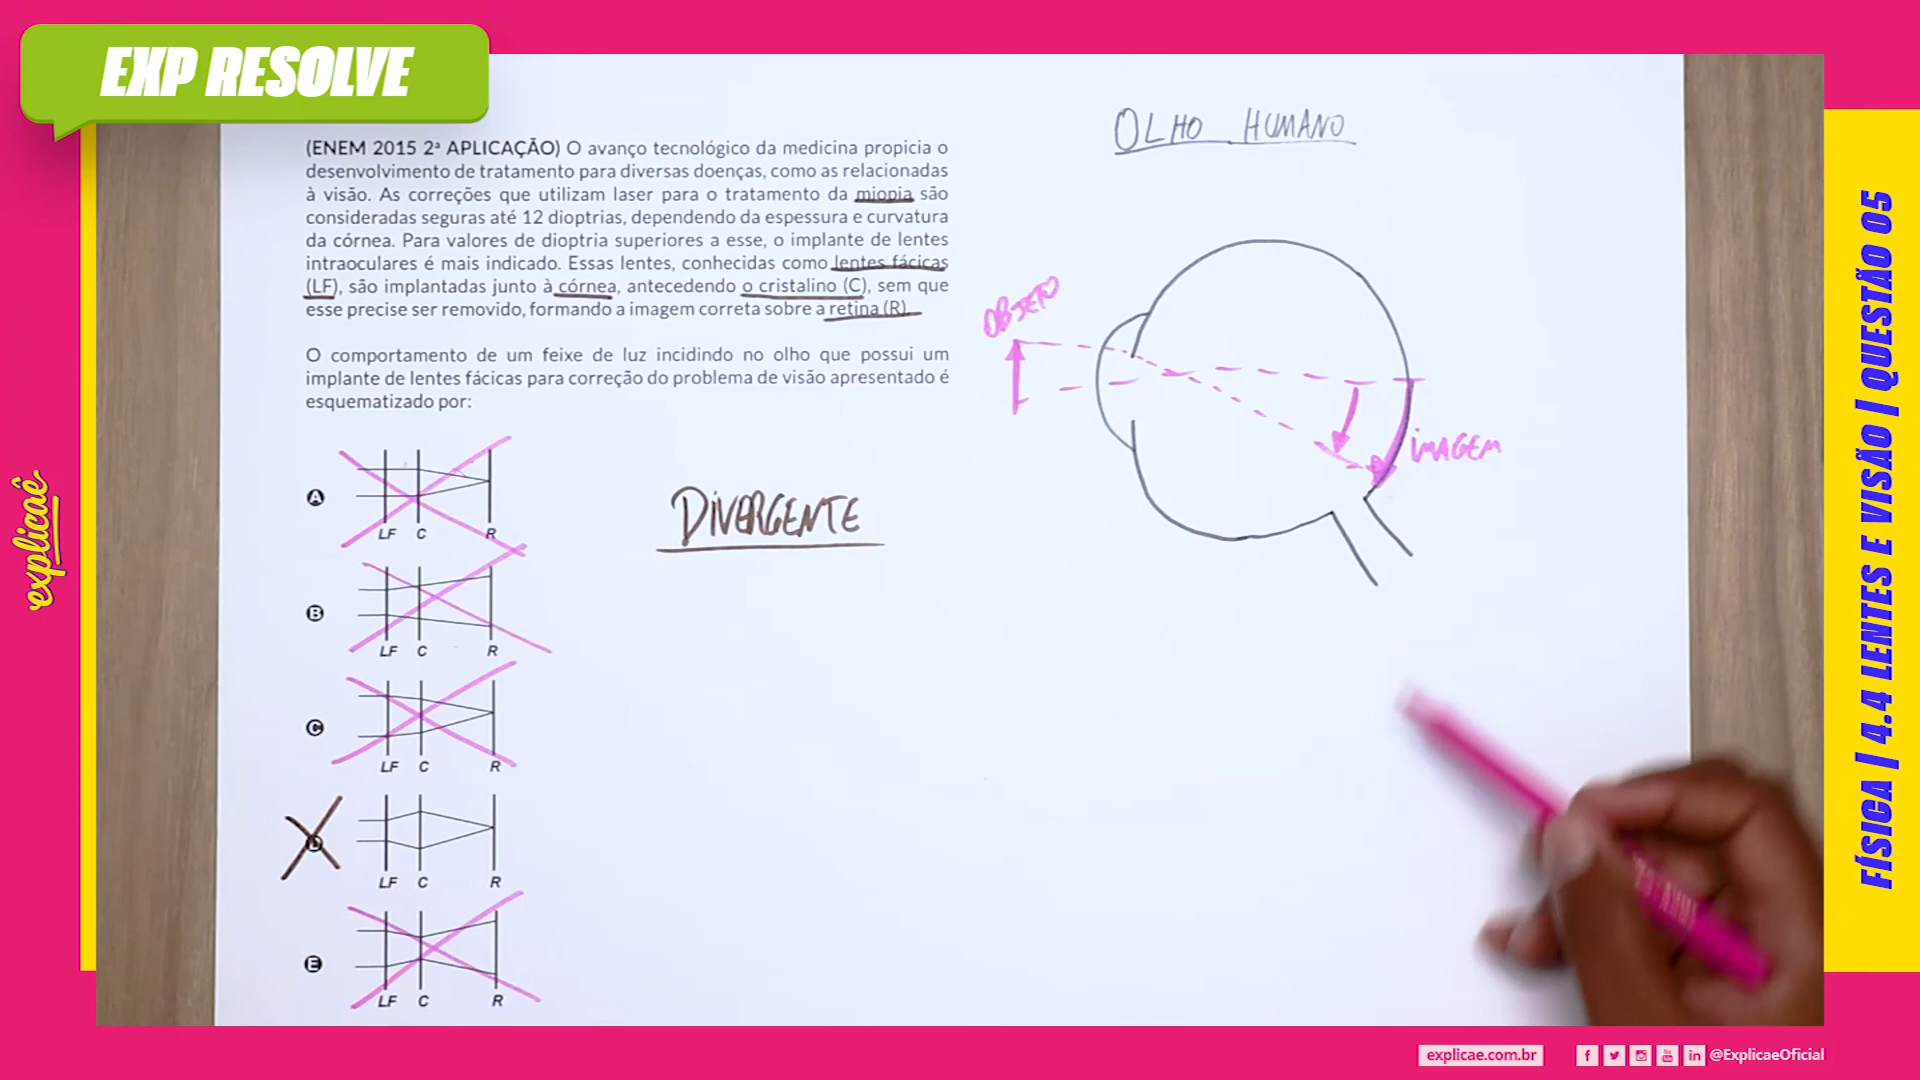 EXP RESOLVE
(ENEM 2015 2ª APLICAÇÃO) O avanço tecnológico da medicina propicia o
desenvolvimento de tratamento para diversas doenças, como as relacionadas
à visão. As correções que utilizam laser para o tratamento da miopia são
consideradas seguras até 12 dioptrias, dependendo da espessura e curvatura
da córnea. Para valores de dioptria superiores a esse, o implante de lentes
intraoculares é mais indicado. Essas lentes, conhecidas como lentes fácicas
(LF), são implantadas junto à córnea, antecedendo o cristalino (C), sem que
esse precise ser removido, formando a imagem correta sobre a retina (R).
O comportamento de um feixe de luz incidindo no olho que possui um
implante de lentes fácicas para correção do problema de visão apresentado é
esquematizado por:
A
LF C R
B
LF C R
C
LF C R
D
LF C R
E
LF C R
DIVERGENTE
OLHO HUMANO
OBJETO
IMAGEM
explicaê
FÍSICA | 4.4 LENTES E VISÃO | QUESTÃO 05
explicae.com.br
@ExplicaeOficial